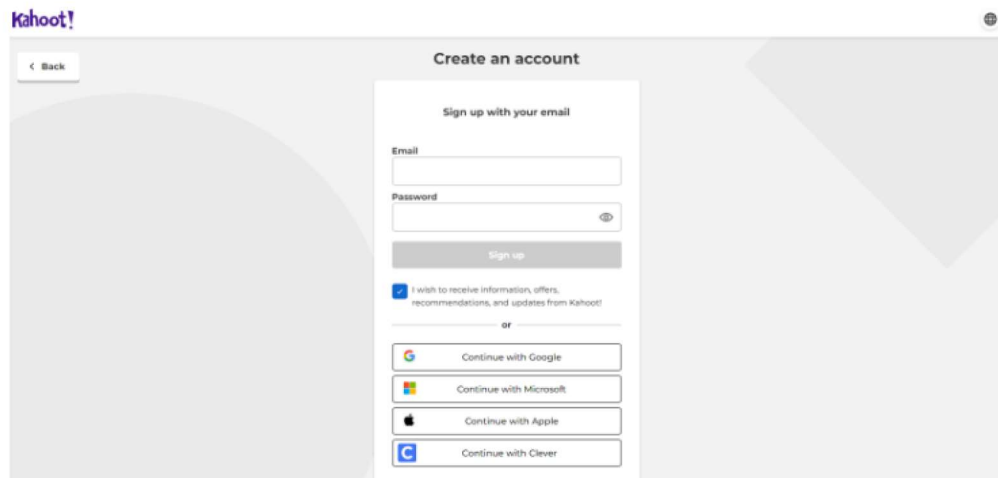 Kahoot!
< Back
Create an account
Sign up with your email
Email
Password
Sign up
I wish to receive information, offers,
recommendations, and updates from Kahoot!
or
Continue with Google
Continue with Microsoft
Continue with Apple
C Continue with Clever